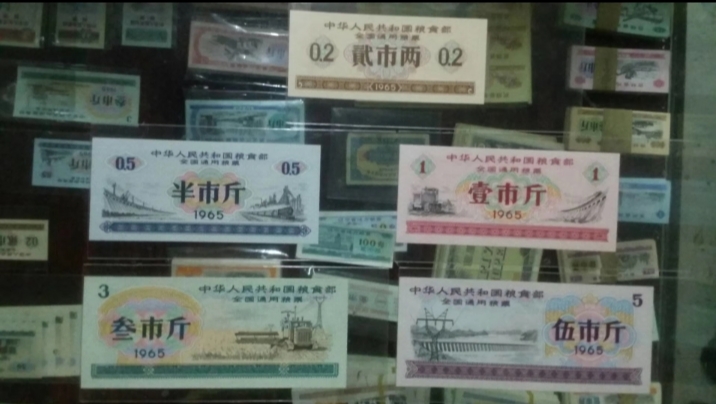 中华人民共和国粮食部
全国通用粮票
0.2 贰市两 0.2
(1965)
中华人民共和国粮食部
0.5 全国通用粮票 0.5
半市斤
1965
中华人民共和国粮食部
1 全国通用粮票 1
壹市斤
1965
3 中华人民共和国粮食部
全国通用粮票
叁市斤
1965
中华人民共和国粮食部 5
全国通用粮票
伍市斤
1965